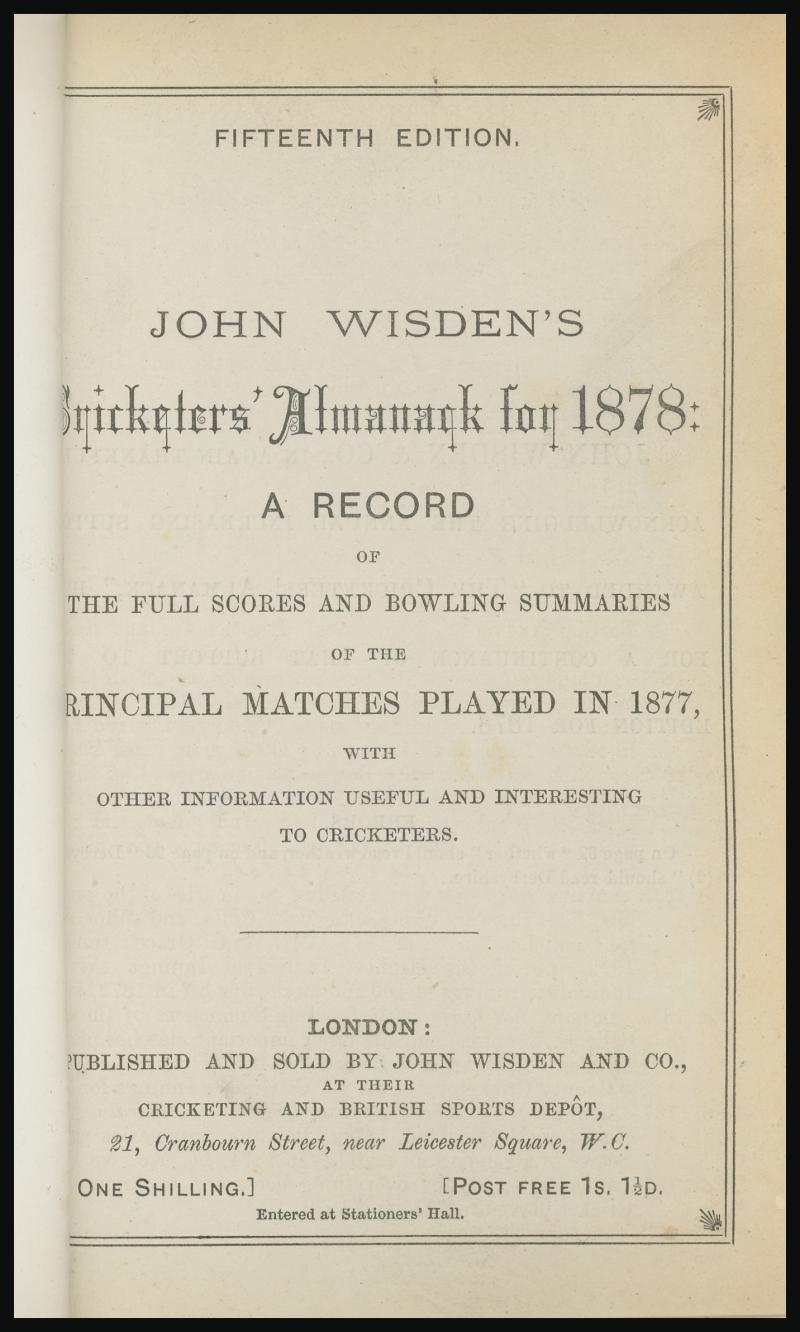 FIFTEENTH EDITION.
JOHN WISDEN'S
Cricketers' Almanack for 1878:
A RECORD
OF
THE FULL SCORES AND BOWLING SUMMARIES
OF THE
RINCIPAL MATCHES PLAYED IN 1877,
WITH
OTHER INFORMATION USEFUL AND INTERESTING
TO CRICKETERS.
LONDON:
PUBLISHED AND SOLD BY JOHN WISDEN AND CO.,
AT THEIR
CRICKETING AND BRITISH SPORTS DEPÔT,
21, Cranbourn Street, near Leicester Square, W.C.
ONE SHILLING.] [POST FREE 1S. 1½D.
Entered at Stationers' Hall.